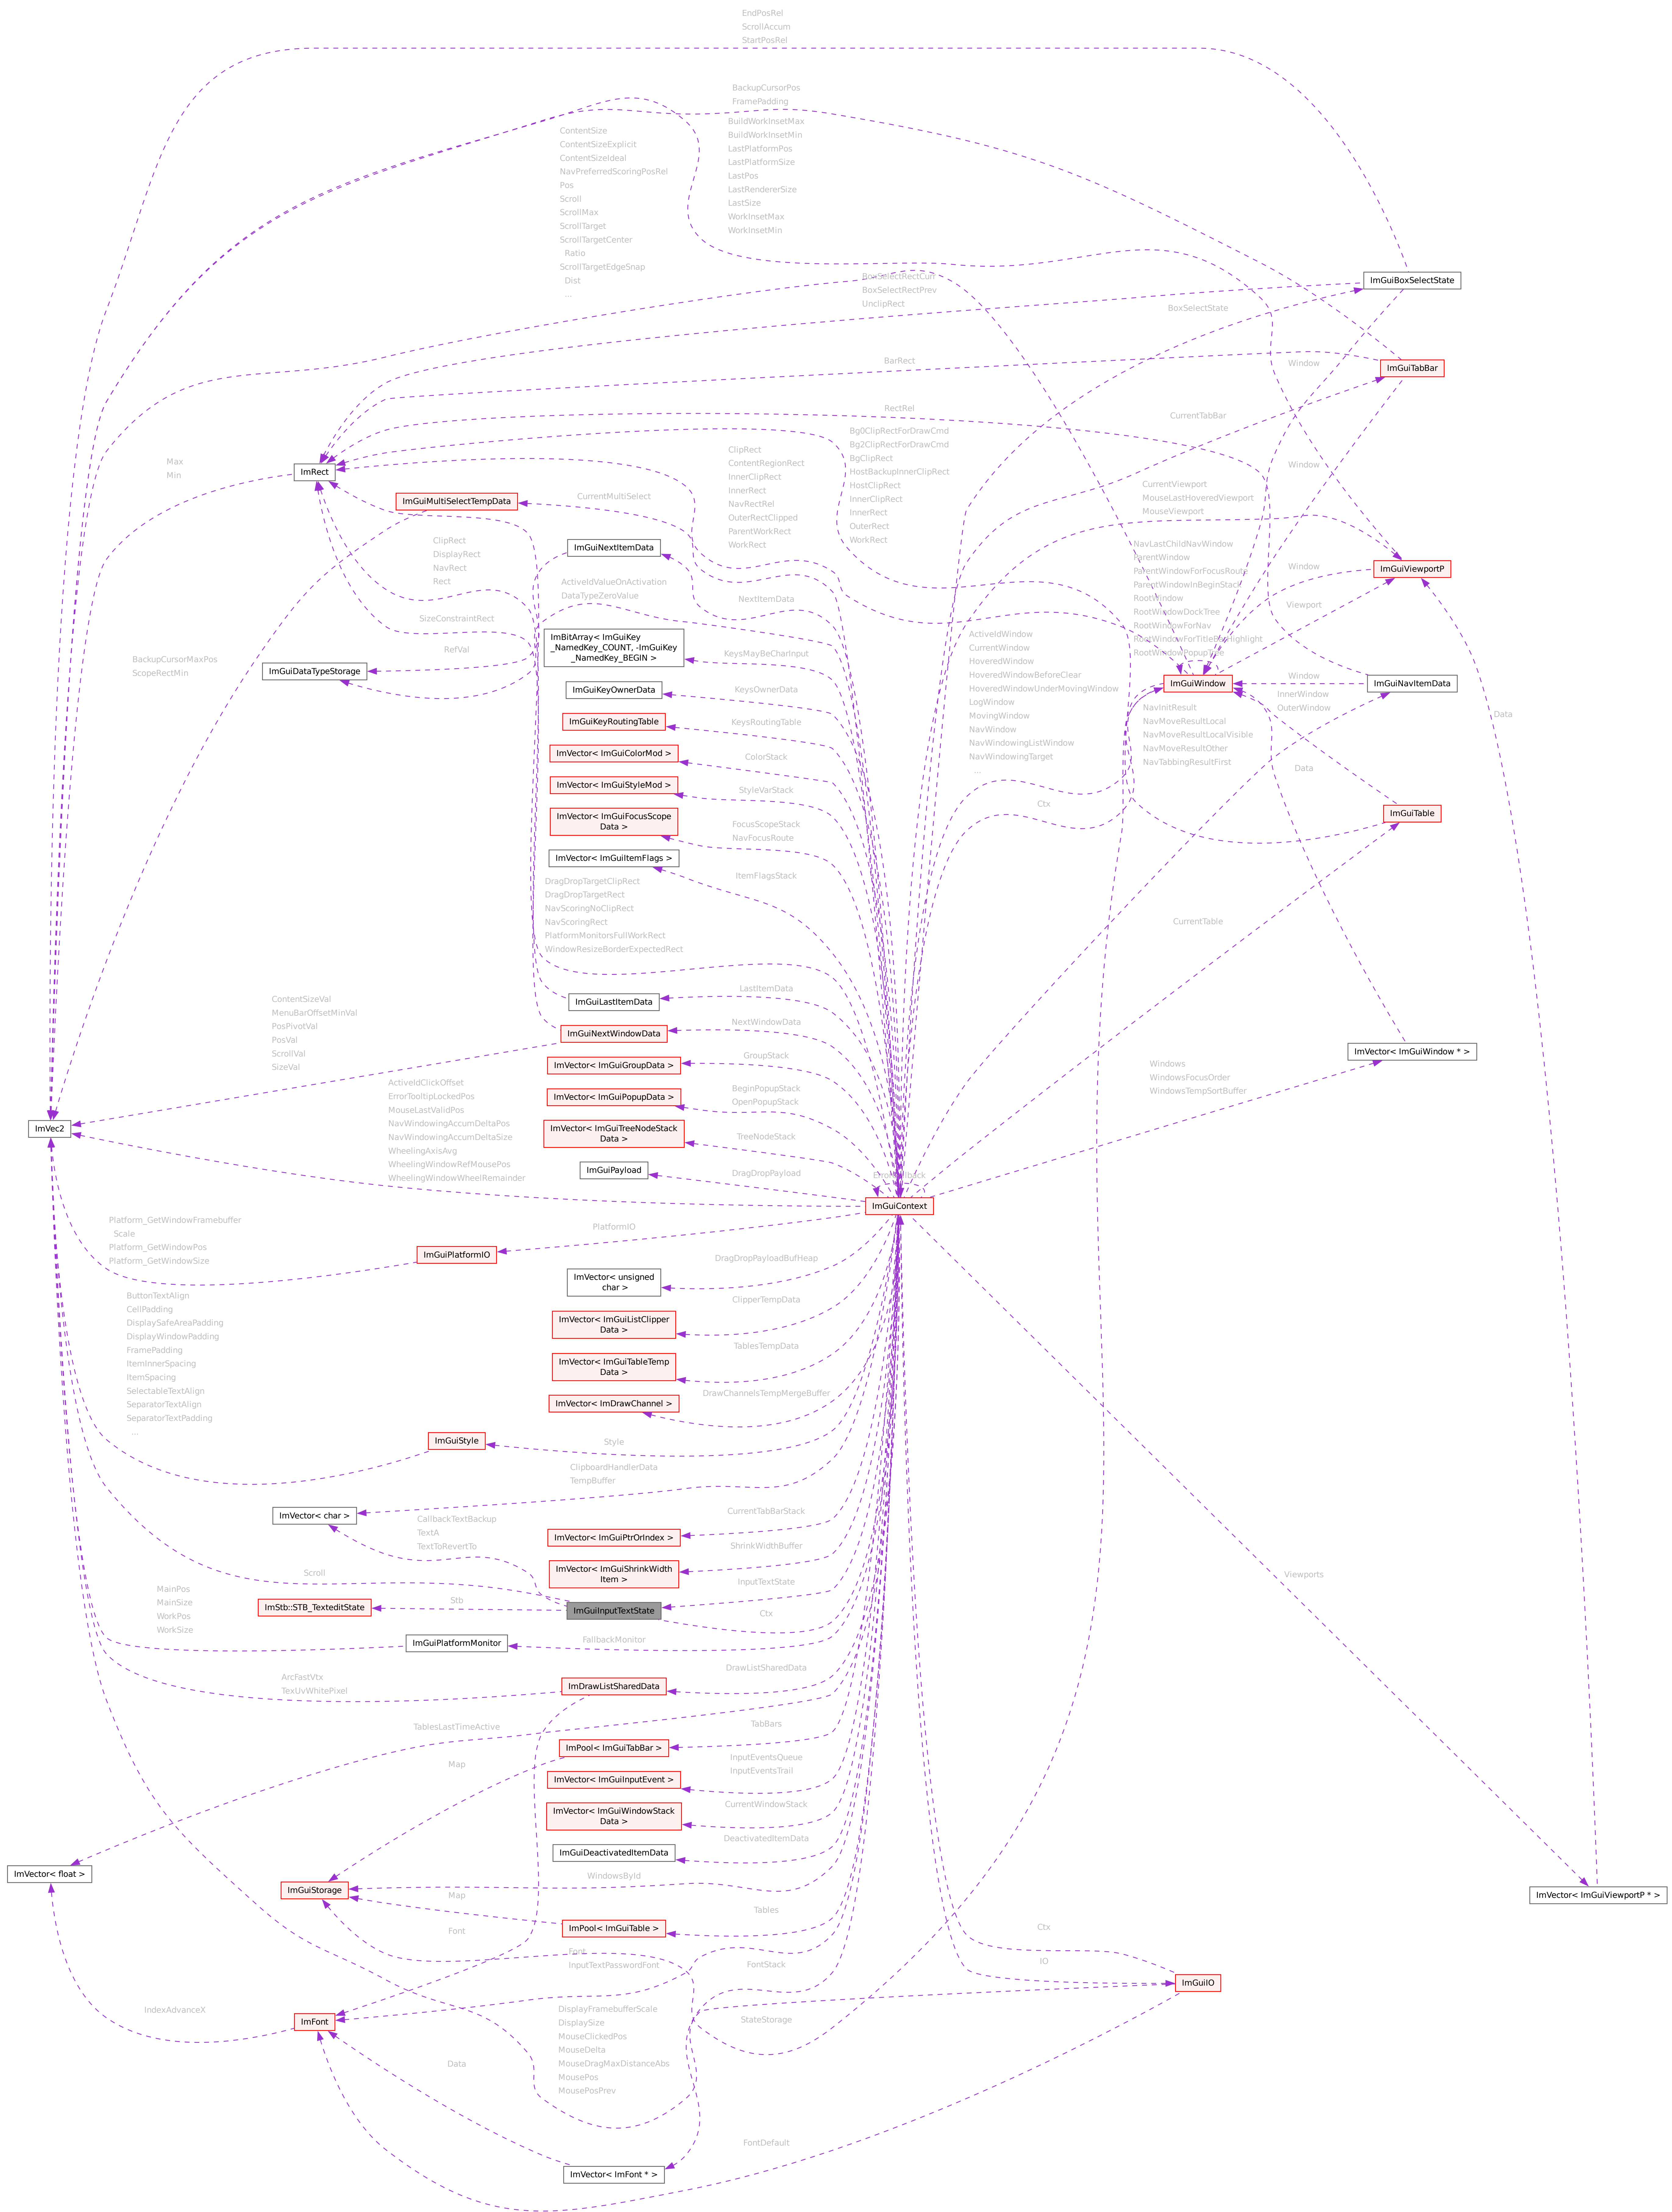 EndPosRel
ScrollAccum
StartPosRel
BackupCursorPos
FramePadding
BuildWorkInsetMax
BuildWorkInsetMin
LastPlatformPos
LastPlatformSize
LastPos
LastRendererSize
LastSize
WorkInsetMax
WorkInsetMin
ContentSize
ContentSizeExplicit
ContentSizeIdeal
NavPreferredScoringPosRel
Pos
Scroll
ScrollMax
ScrollTarget
ScrollTargetCenter
Ratio
ScrollTargetEdgeSnap
Dist
...
BoxSelectRectCurr
BoxSelectRectPrev
UnclipRect
BoxSelectState
ImGuiBoxSelectState
BarRect
Window
ImGuiTabBar
RectRel
CurrentTabBar
Bg0ClipRectForDrawCmd
Bg2ClipRectForDrawCmd
BgClipRect
HostBackupInnerClipRect
HostClipRect
InnerClipRect
InnerRect
OuterRect
WorkRect
ClipRect
ContentRegionRect
InnerClipRect
InnerRect
NavRectRel
OuterRectClipped
ParentWorkRect
WorkRect
Window
Max
Min
ImRect
ImGuiMultiSelectTempData
CurrentMultiSelect
CurrentViewport
MouseLastHoveredViewport
MouseViewport
ClipRect
DisplayRect
NavRect
Rect
ImGuiNextItemData
NavLastChildNavWindow
ParentWindow
ParentWindowForFocusRoute
ParentWindowInBeginStack
RootWindow
RootWindowDockTree
RootWindowForNav
RootWindowForTitleBarHighlight
RootWindowPopupTree
Window
ImGuiViewportP
ActiveIdValueOnActivation
DataTypeZeroValue
NextItemData
Viewport
SizeConstraintRect
ImBitArray< ImGuiKey
_NamedKey_COUNT, -ImGuiKey
_NamedKey_BEGIN >
KeysMayBeCharInput
ActiveIdWindow
CurrentWindow
HoveredWindow
HoveredWindowBeforeClear
HoveredWindowUnderMovingWindow
LogWindow
MovingWindow
NavWindow
NavWindowingListWindow
NavWindowingTarget
...
RefVal
BackupCursorMaxPos
ScopeRectMin
ImGuiDataTypeStorage
ImGuiKeyOwnerData
KeysOwnerData
ImGuiWindow
Window
ImGuiNavItemData
InnerWindow
OuterWindow
NavInitResult
NavMoveResultLocal
NavMoveResultLocalVisible
NavMoveResultOther
NavTabbingResultFirst
Data
ImGuiKeyRoutingTable
KeysRoutingTable
ImVector< ImGuiColorMod >
ColorStack
Data
ImVector< ImGuiStyleMod >
StyleVarStack
Ctx
ImGuiTable
ImVector< ImGuiFocusScope
Data >
FocusScopeStack
NavFocusRoute
ImVector< ImGuiItemFlags >
ItemFlagsStack
DragDropTargetClipRect
DragDropTargetRect
NavScoringNoClipRect
NavScoringRect
PlatformMonitorsFullWorkRect
WindowResizeBorderExpectedRect
CurrentTable
ImGuiLastItemData
LastItemData
ContentSizeVal
MenuBarOffsetMinVal
PosPivotVal
PosVal
ScrollVal
SizeVal
ImGuiNextWindowData
NextWindowData
ImVector< ImGuiWindow * >
ImVector< ImGuiGroupData >
GroupStack
Windows
WindowsFocusOrder
WindowsTempSortBuffer
ActiveIdClickOffset
ErrorTooltipLockedPos
MouseLastValidPos
NavWindowingAccumDeltaPos
NavWindowingAccumDeltaSize
WheelingAxisAvg
WheelingWindowRefMousePos
WheelingWindowWheelRemainder
ImVector< ImGuiPopupData >
BeginPopupStack
OpenPopupStack
ImVec2
ImVector< ImGuiTreeNodeStack
Data >
TreeNodeStack
ImGuiPayload
DragDropPayload
ErrorFallback
ImGuiContext
Platform_GetWindowFramebuffer
Scale
Platform_GetWindowPos
Platform_GetWindowSize
PlatformIO
ImGuiPlatformIO
DragDropPayloadBufHeap
ImVector< unsigned
char >
ButtonTextAlign
CellPadding
DisplaySafeAreaPadding
DisplayWindowPadding
FramePadding
ItemInnerSpacing
ItemSpacing
SelectableTextAlign
SeparatorTextAlign
SeparatorTextPadding
...
ImVector< ImGuiListClipper
Data >
ClipperTempData
ImVector< ImGuiTableTemp
Data >
TablesTempData
ImVector< ImDrawChannel >
DrawChannelsTempMergeBuffer
ImGuiStyle
Style
ClipboardHandlerData
TempBuffer
ImVector< char >
CallbackTextBackup
TextA
TextToRevertTo
ImVector< ImGuiPtrOrIndex >
CurrentTabBarStack
ImVector< ImGuiShrinkWidth
Item >
ShrinkWidthBuffer
Viewports
Scroll
InputTextState
MainPos
MainSize
WorkPos
WorkSize
ImStb::STB_TexteditState
Stb
ImGuiInputTextState
Ctx
ImGuiPlatformMonitor
FallbackMonitor
ArcFastVtx
TexUvWhitePixel
ImDrawListSharedData
DrawListSharedData
TablesLastTimeActive
TabBars
ImPool< ImGuiTabBar >
Map
InputEventsQueue
InputEventsTrail
ImVector< ImGuiInputEvent >
ImVector< ImGuiWindowStack
Data >
CurrentWindowStack
ImGuiDeactivatedItemData
DeactivatedItemData
ImVector< float >
WindowsById
ImGuiStorage
ImVector< ImGuiViewportP * >
Map
Tables
ImPool< ImGuiTable >
Font
Ctx
Font
InputTextPasswordFont
FontStack
IO
ImGuiIO
IndexAdvanceX
ImFont
DisplayFramebufferScale
DisplaySize
MouseClickedPos
MouseDelta
MouseDragMaxDistanceAbs
MousePos
MousePosPrev
StateStorage
Data
FontDefault
ImVector< ImFont * >